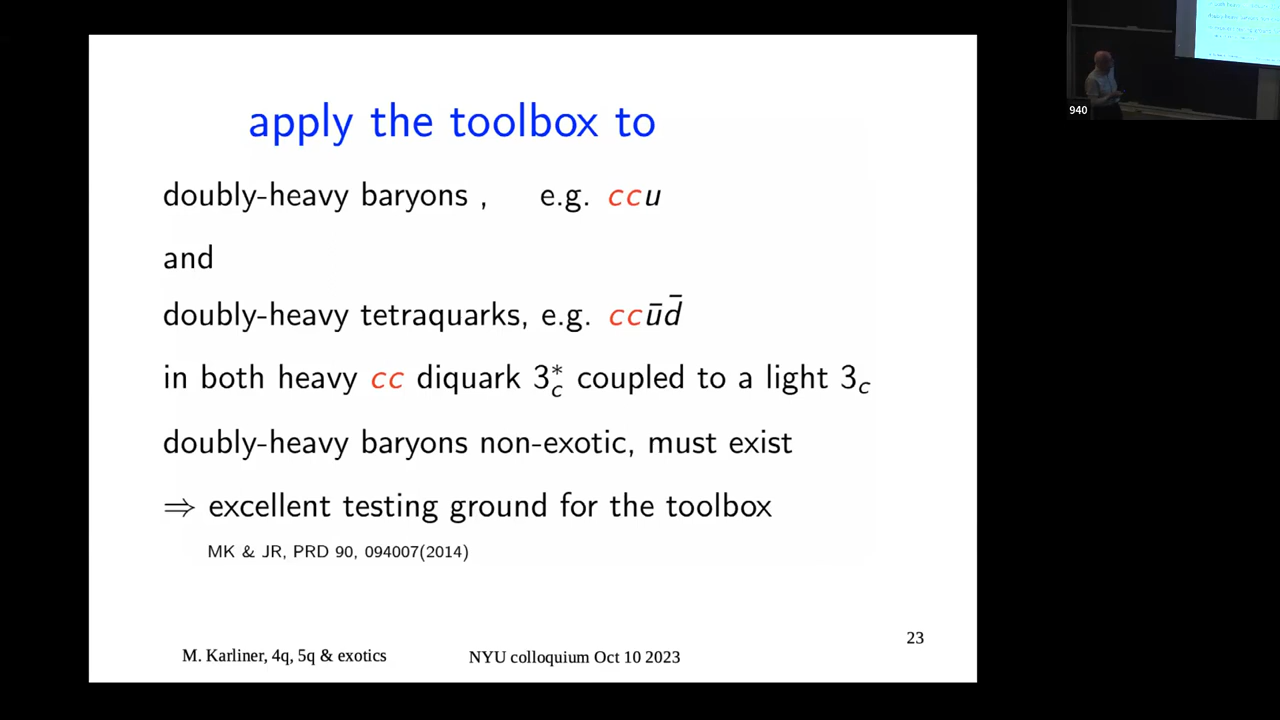 apply the toolbox to
doubly-heavy baryons , e.g. ccu
and
doubly-heavy tetraquarks, e.g. ccūd̄
in both heavy cc diquark 3*c coupled to a light 3c
doubly-heavy baryons non-exotic, must exist
⇒ excellent testing ground for the toolbox
MK & JR, PRD 90, 094007(2014)
23
M. Karliner, 4q, 5q & exotics NYU colloquium Oct 10 2023
940